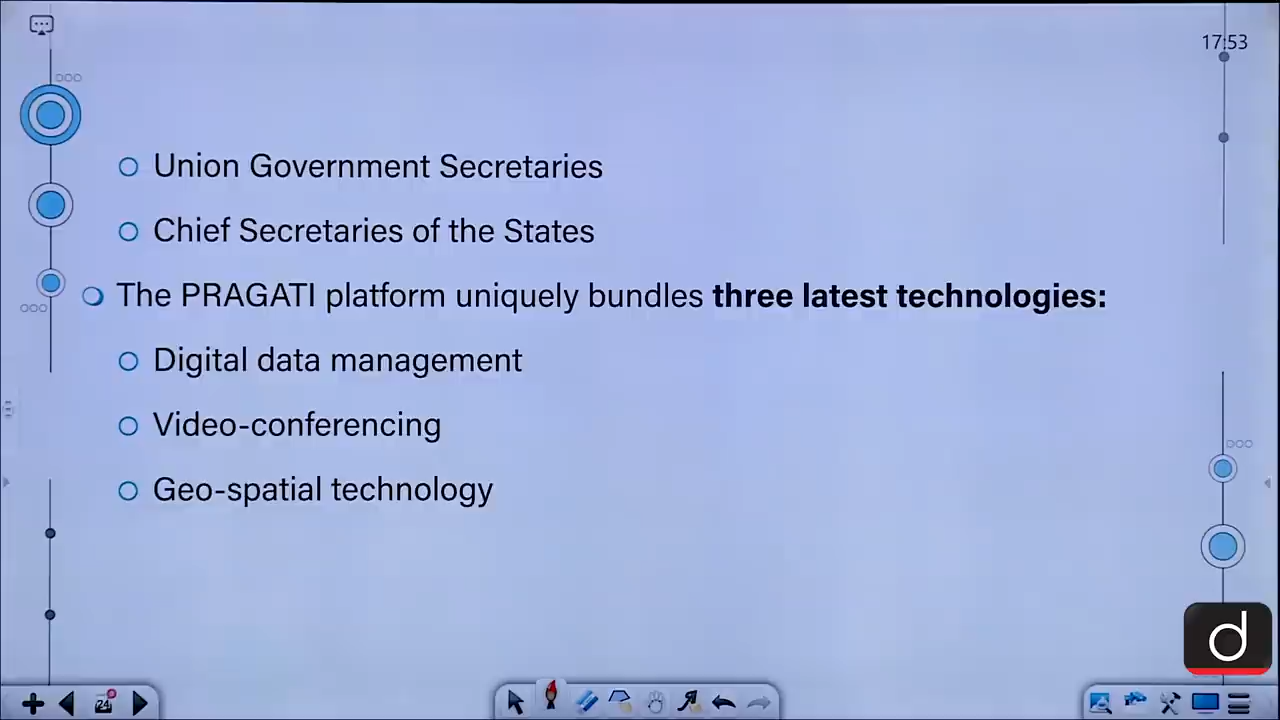 17:53
Union Government Secretaries
Chief Secretaries of the States
The PRAGATI platform uniquely bundles three latest technologies:
Digital data management
Video-conferencing
Geo-spatial technology
24
d